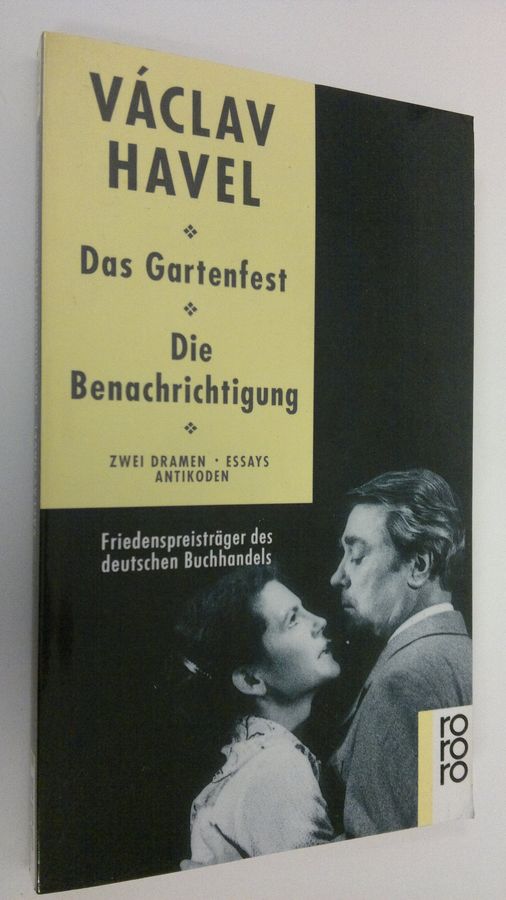 VÁCLAV
HAVEL
Das Gartenfest
Die
Benachrichtigung
ZWEI DRAMEN · ESSAYS
ANTIKODEN
Friedenspreisträger des
deutschen Buchhandels
ro
ro
ro